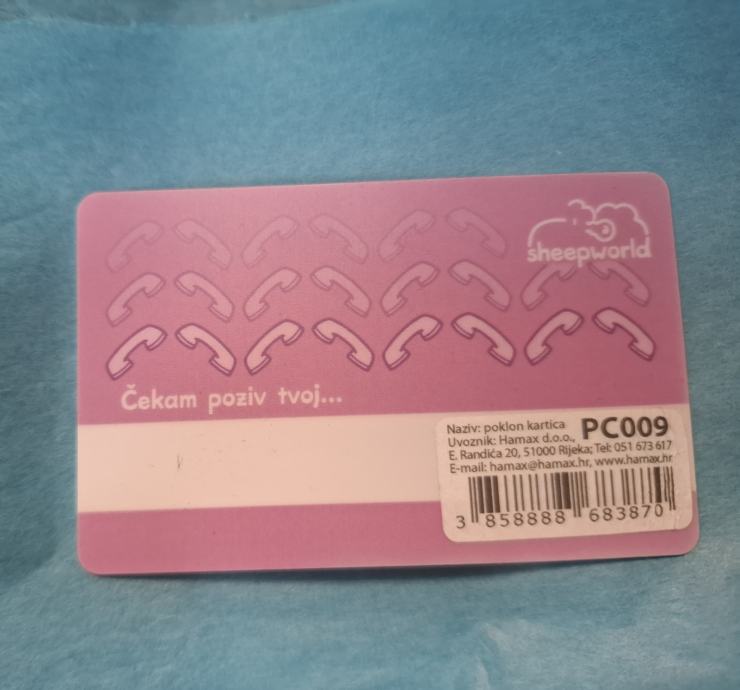 sheepworld
Čekam poziv tvoj...
Naziv: poklon kartica PC009
Uvoznik: Hamax d.o.o.,
E. Randića 20, 51000 Rijeka; Tel: 051 673 617
E-mail: hamax@hamax.hr, www.hamax.hr
3 858888 683870